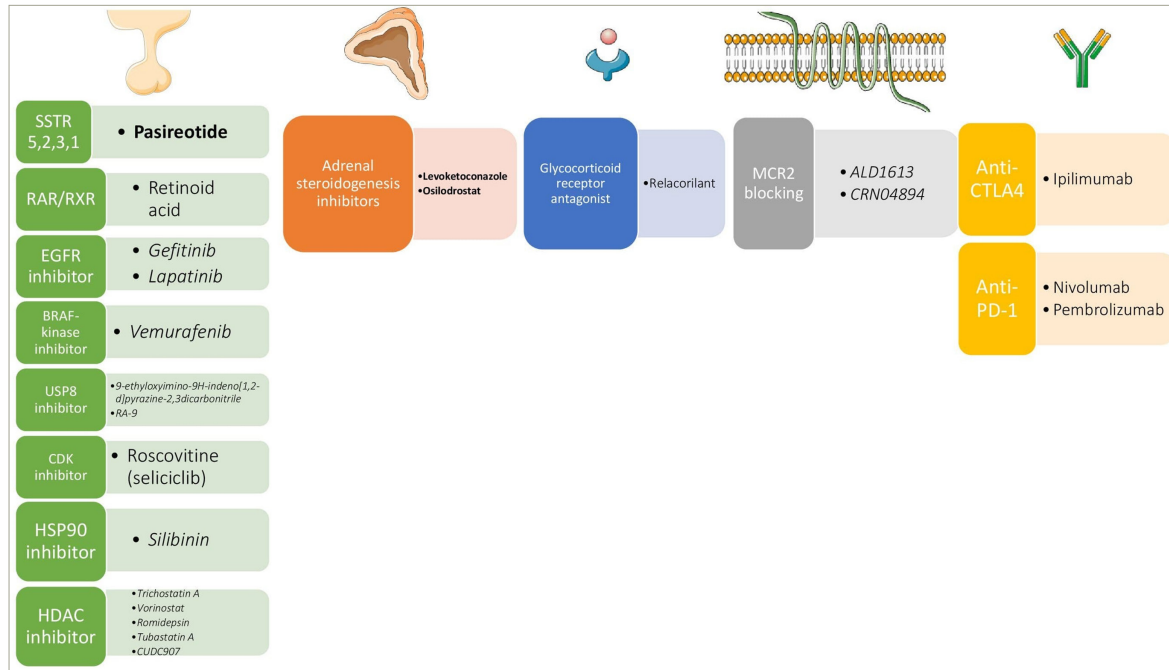 SSTR
5,2,3,1
• Pasireotide
RAR/RXR
• Retinoid
acid
EGFR
inhibitor
• Gefitinib
• Lapatinib
BRAF-
kinase
inhibitor
• Vemurafenib
USP8
inhibitor
•9-ethyloxyimino-9H-indeno[1,2-
d]pyrazine-2,3dicarbonitrile
•RA-9
CDK
inhibitor
• Roscovitine
(seliciclib)
HSP90
inhibitor
• Silibinin
HDAC
inhibitor
•Trichostatin A
•Vorinostat
•Romidepsin
•Tubastatin A
•CUDC907
Adrenal
steroidogenesis
inhibitors
•Levoketoconazole
•Osilodrostat
Glycocorticoid
receptor
antagonist
•Relacorilant
MCR2
blocking
• ALD1613
• CRN04894
Anti-
CTLA4
• Ipilimumab
Anti-
PD-1
• Nivolumab
• Pembrolizumab